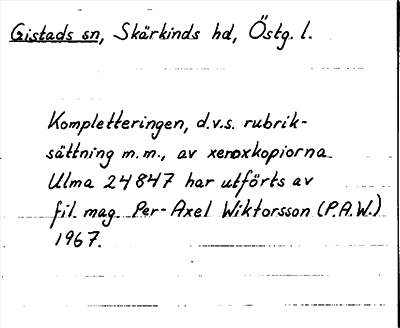 Gistads sn, Skärkinds hd, Östg. l.
Kompletteringen, d.v.s. rubrik-
sättning m.m., av xeroxkopiorna
Ulma 24847 har utförts av
fil. mag. Per-Axel Wiktorsson (P.A.W.)
1967.